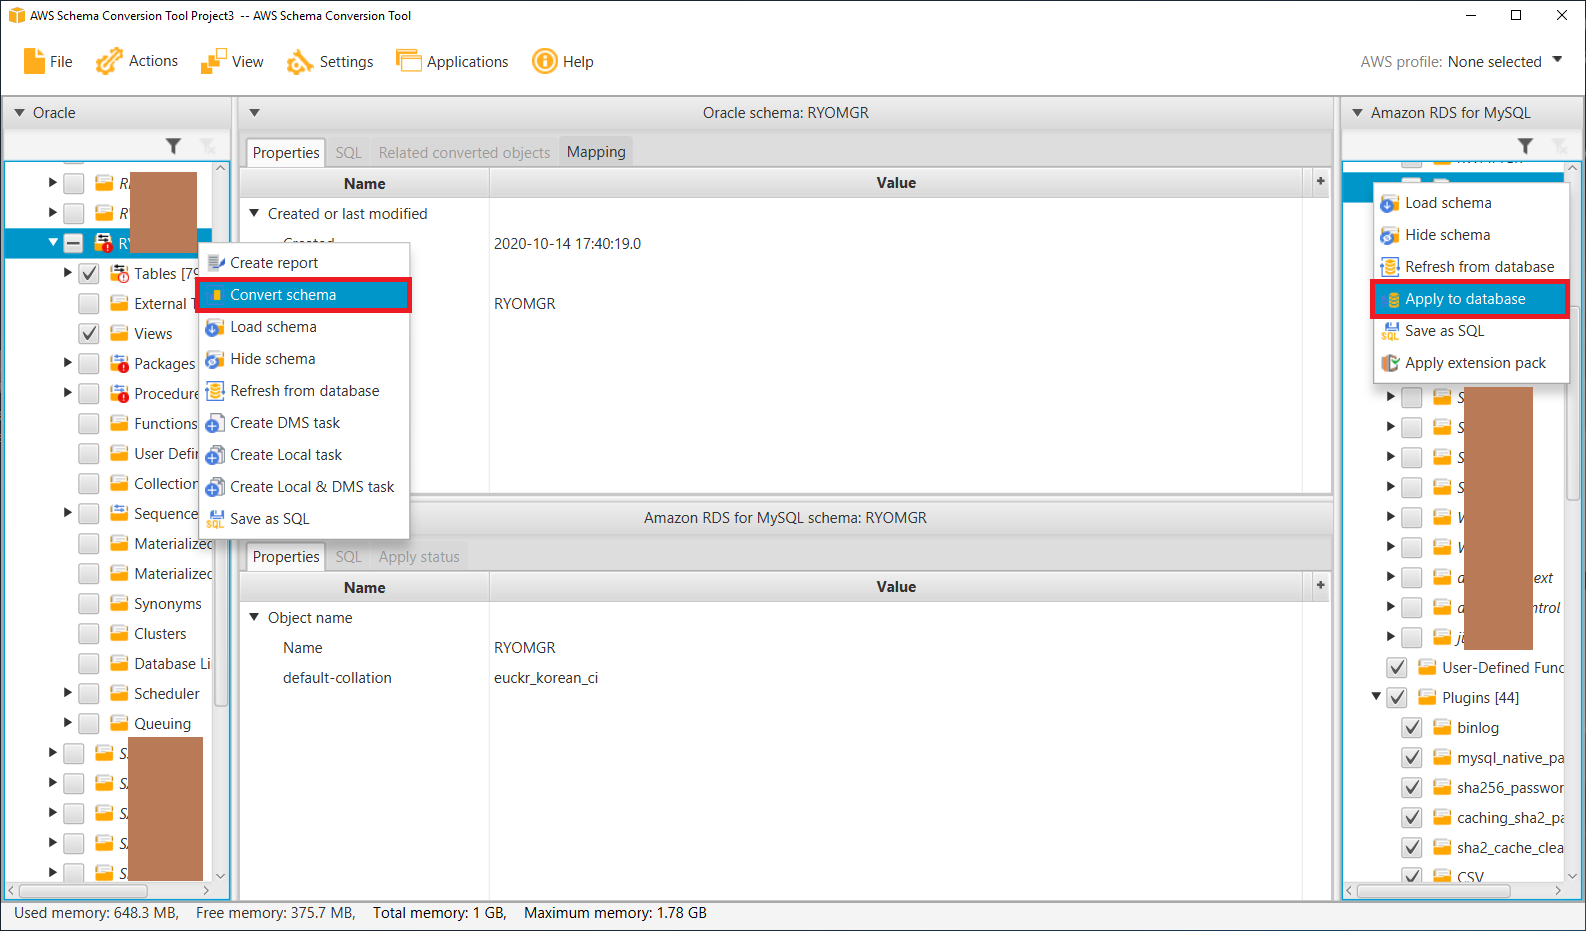 AWS Schema Conversion Tool Project3 -- AWS Schema Conversion Tool
File Actions View Settings Applications Help
AWS profile: None selected
Oracle
R
R
RY
Tables [79
External T
Views
Packages
Procedure
Functions
User Defin
Collection
Sequence
Materialized
Materialized
Synonyms
Clusters
Database Li
Scheduler
Queuing
S
S
S
S
S
Create report
Convert schema
Load schema
Hide schema
Refresh from database
Create DMS task
Create Local task
Create Local & DMS task
Save as SQL
Oracle schema: RYOMGR
Properties SQL Related converted objects Mapping
Name Value
Created or last modified
Created 2020-10-14 17:40:19.0
RYOMGR
Amazon RDS for MySQL schema: RYOMGR
Properties SQL Apply status
Name Value
Object name
Name RYOMGR
default-collation euckr_korean_ci
Amazon RDS for MySQL
Load schema
Hide schema
Refresh from database
Apply to database
Save as SQL
Apply extension pack
S
S
S
S
ext
ntrol
User-Defined Func
Plugins [44]
binlog
mysql_native_pa
sha256_passwor
caching_sha2_pa
sha2_cache_clea
CSV
Used memory: 648.3 MB, Free memory: 375.7 MB, Total memory: 1 GB, Maximum memory: 1.78 GB